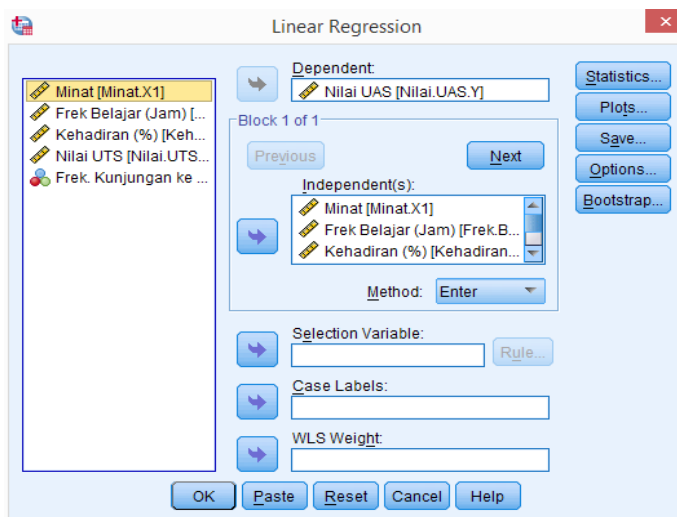 Linear Regression
Minat [Minat.X1]
Frek Belajar (Jam) [...
Kehadiran (%) [Keh...
Nilai UTS [Nilai.UTS...
Frek. Kunjungan ke ...
Dependent:
Nilai UAS [Nilai.UAS.Y]
Block 1 of 1
Previous
Next
Independent(s):
Minat [Minat.X1]
Frek Belajar (Jam) [Frek.B...
Kehadiran (%) [Kehadiran...
Method: Enter
Selection Variable:
Rule...
Case Labels:
WLS Weight:
Statistics...
Plots...
Save...
Options...
Bootstrap...
OK Paste Reset Cancel Help